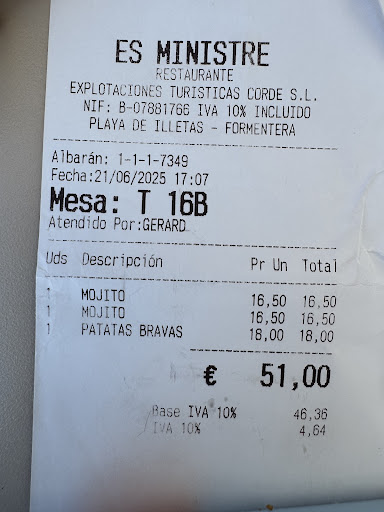 ES MINISTRE
RESTAURANTE
EXPLOTACIONES TURISTICAS CORDE S.L.
NIF: B-07881766 IVA 10% INCLUIDO
PLAYA DE ILLETAS - FORMENTERA
Albarán: 1-1-1-7349
Fecha:21/06/2025 17:07
Mesa: T 16B
Atendido Por:GERARD
Uds Descripción Pr Un Total
1 MOJITO 16,50 16,50
1 MOJITO 16,50 16,50
1 PATATAS BRAVAS 18,00 18,00
€ 51,00
Base IVA 10% 46,36
IVA 10% 4,64